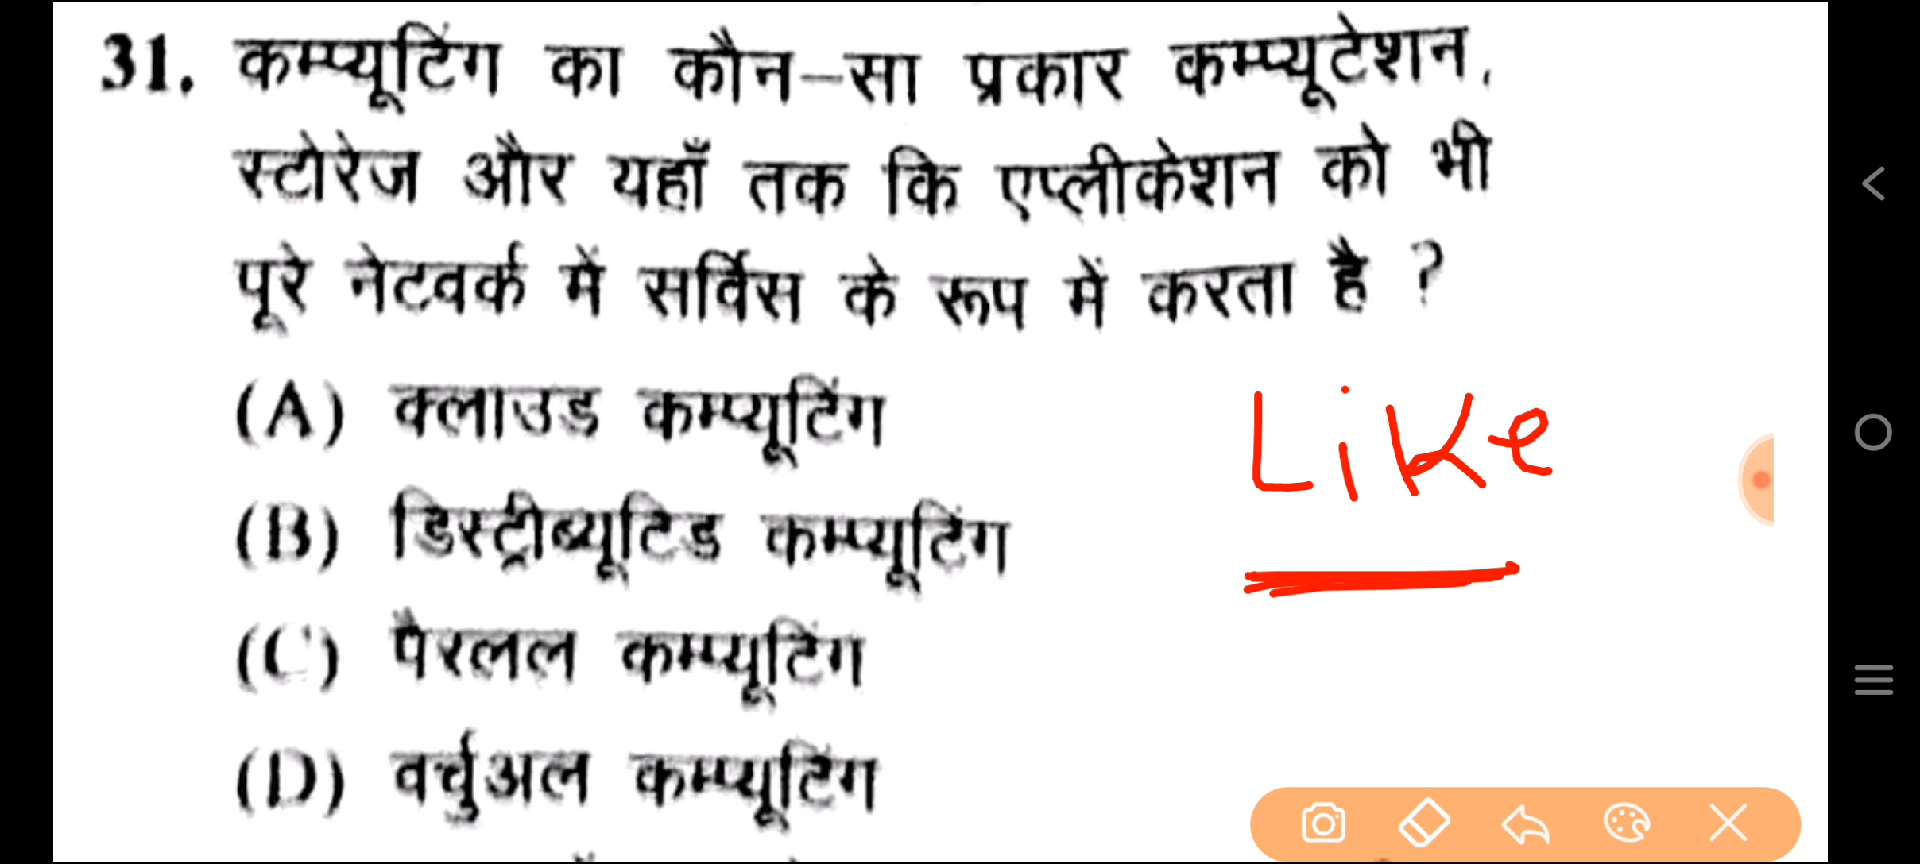 31. कम्प्यूटिंग का कौन-सा प्रकार कम्प्यूटेशन,
स्टोरेज और यहाँ तक कि एप्लीकेशन को भी
पूरे नेटवर्क में सर्विस के रूप में करता है ?
(A) क्लाउड कम्प्यूटिंग
(B) डिस्ट्रीब्यूटिड कम्प्यूटिंग
(C) पैरलल कम्प्यूटिंग
(D) वर्चुअल कम्प्यूटिंग
Like